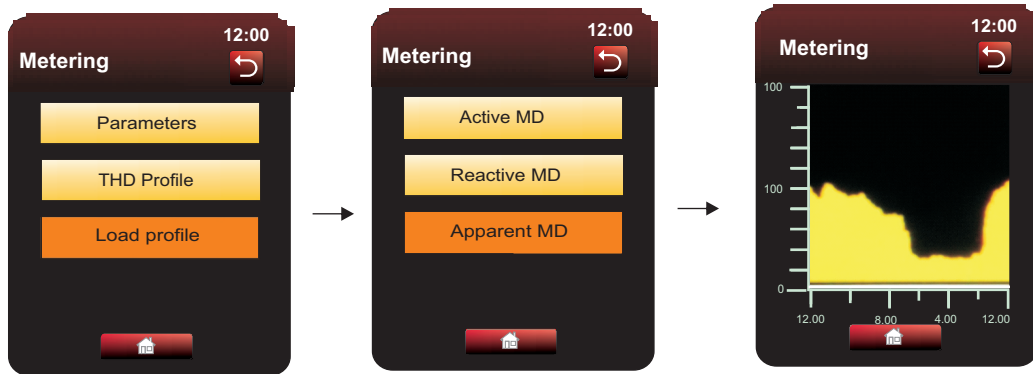 12:00
Metering
Parameters
THD Profile
Load profile
12:00
Metering
Active MD
Reactive MD
Apparent MD
12:00
Metering
100
100
0
12.00 8.00 4.00 12.00